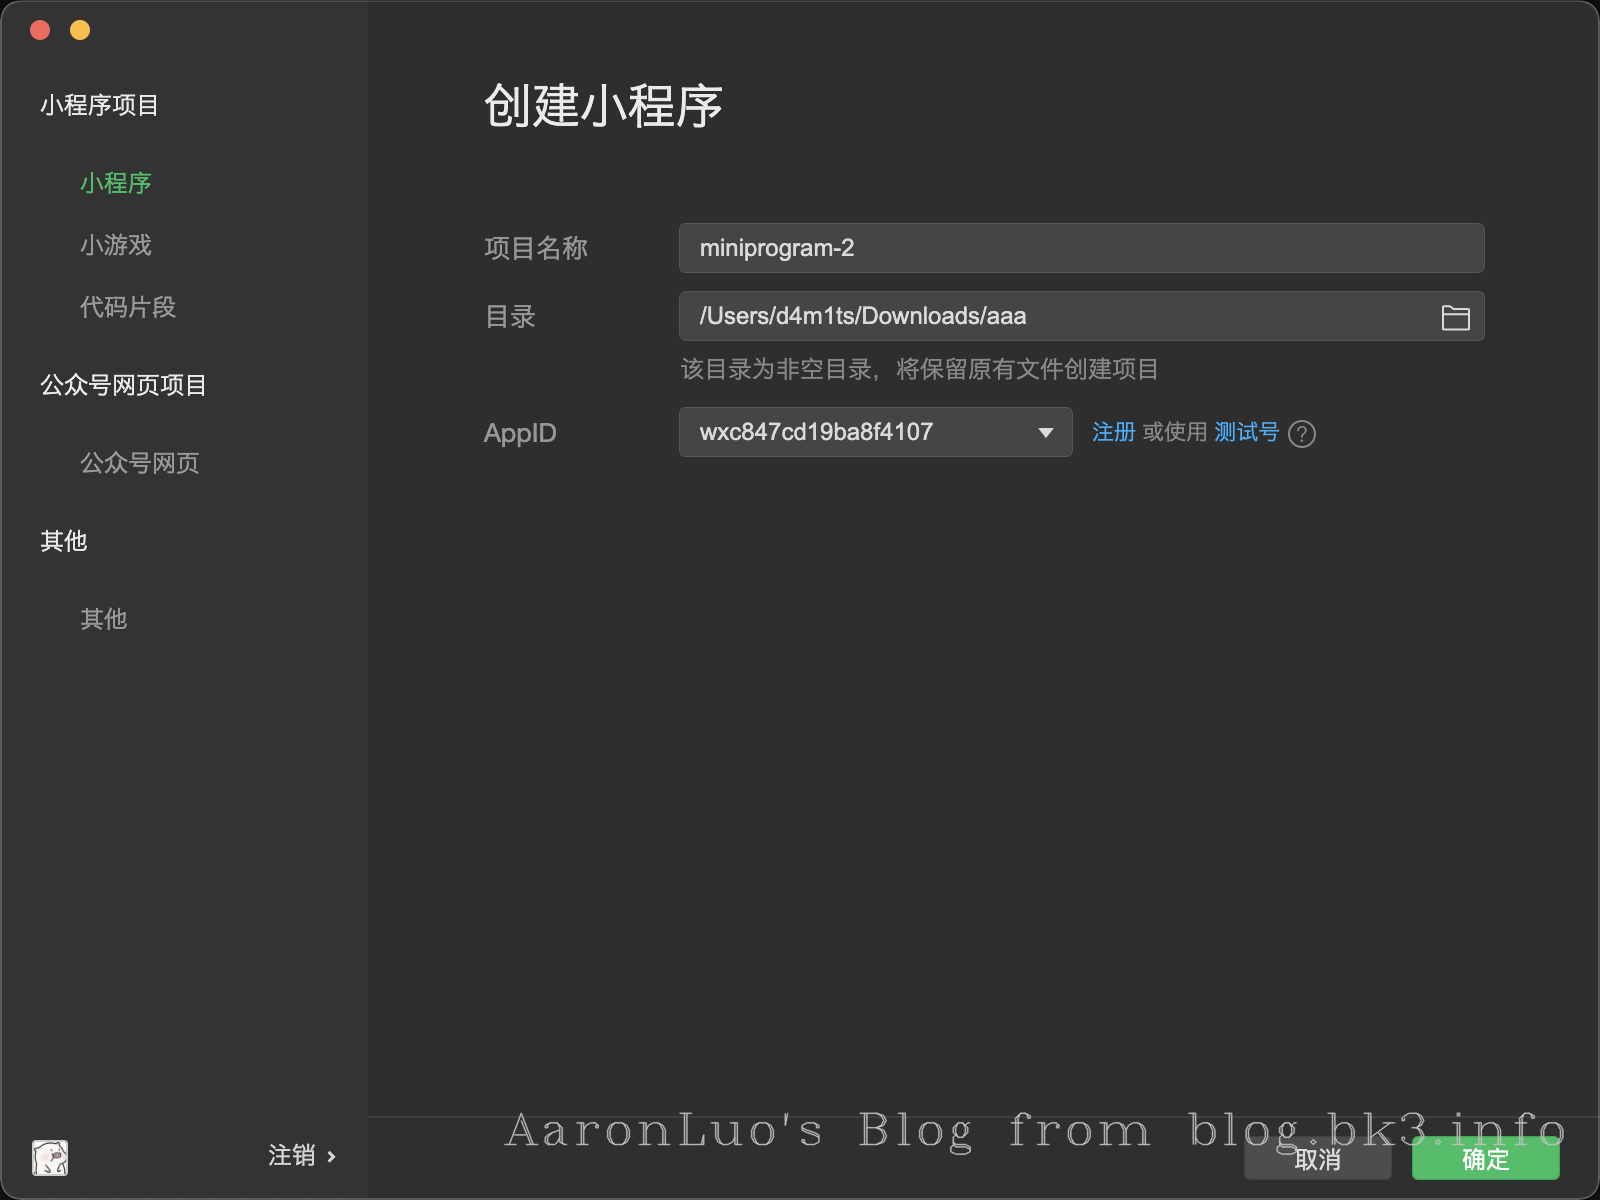 小程序项目
小程序
小游戏
代码片段
公众号网页项目
公众号网页
其他
其他
注销
创建小程序
项目名称 miniprogram-2
目录 /Users/d4m1ts/Downloads/aaa
该目录为非空目录，将保留原有文件创建项目
AppID wxc847cd19ba8f4107 注册 或使用 测试号 ?
AaronLuo's Blog from blog.bk3.info
取消 确定